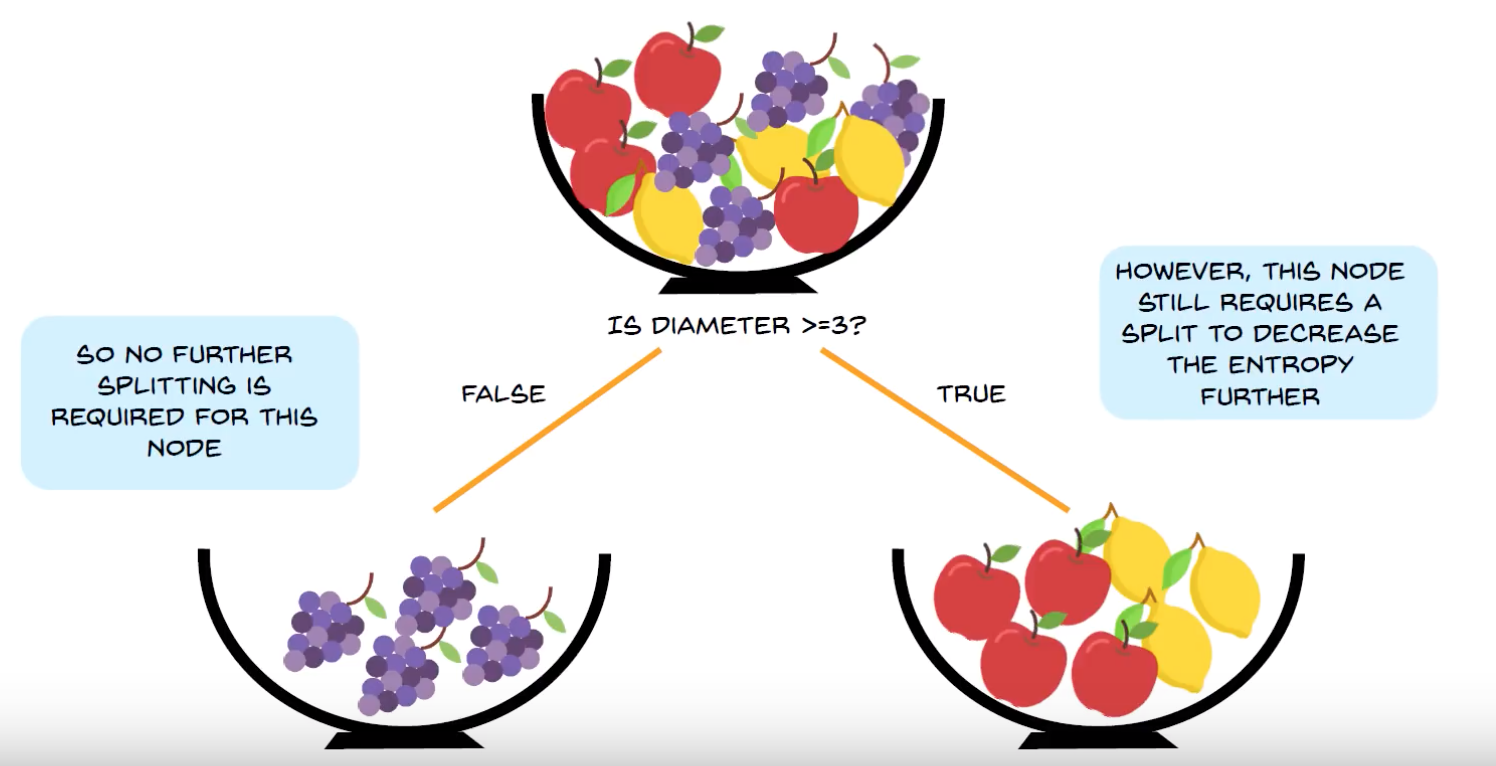 IS DIAMETER >=3?
SO NO FURTHER
SPLITTING IS
REQUIRED FOR THIS
NODE
FALSE
TRUE
HOWEVER, THIS NODE
STILL REQUIRES A
SPLIT TO DECREASE
THE ENTROPY
FURTHER